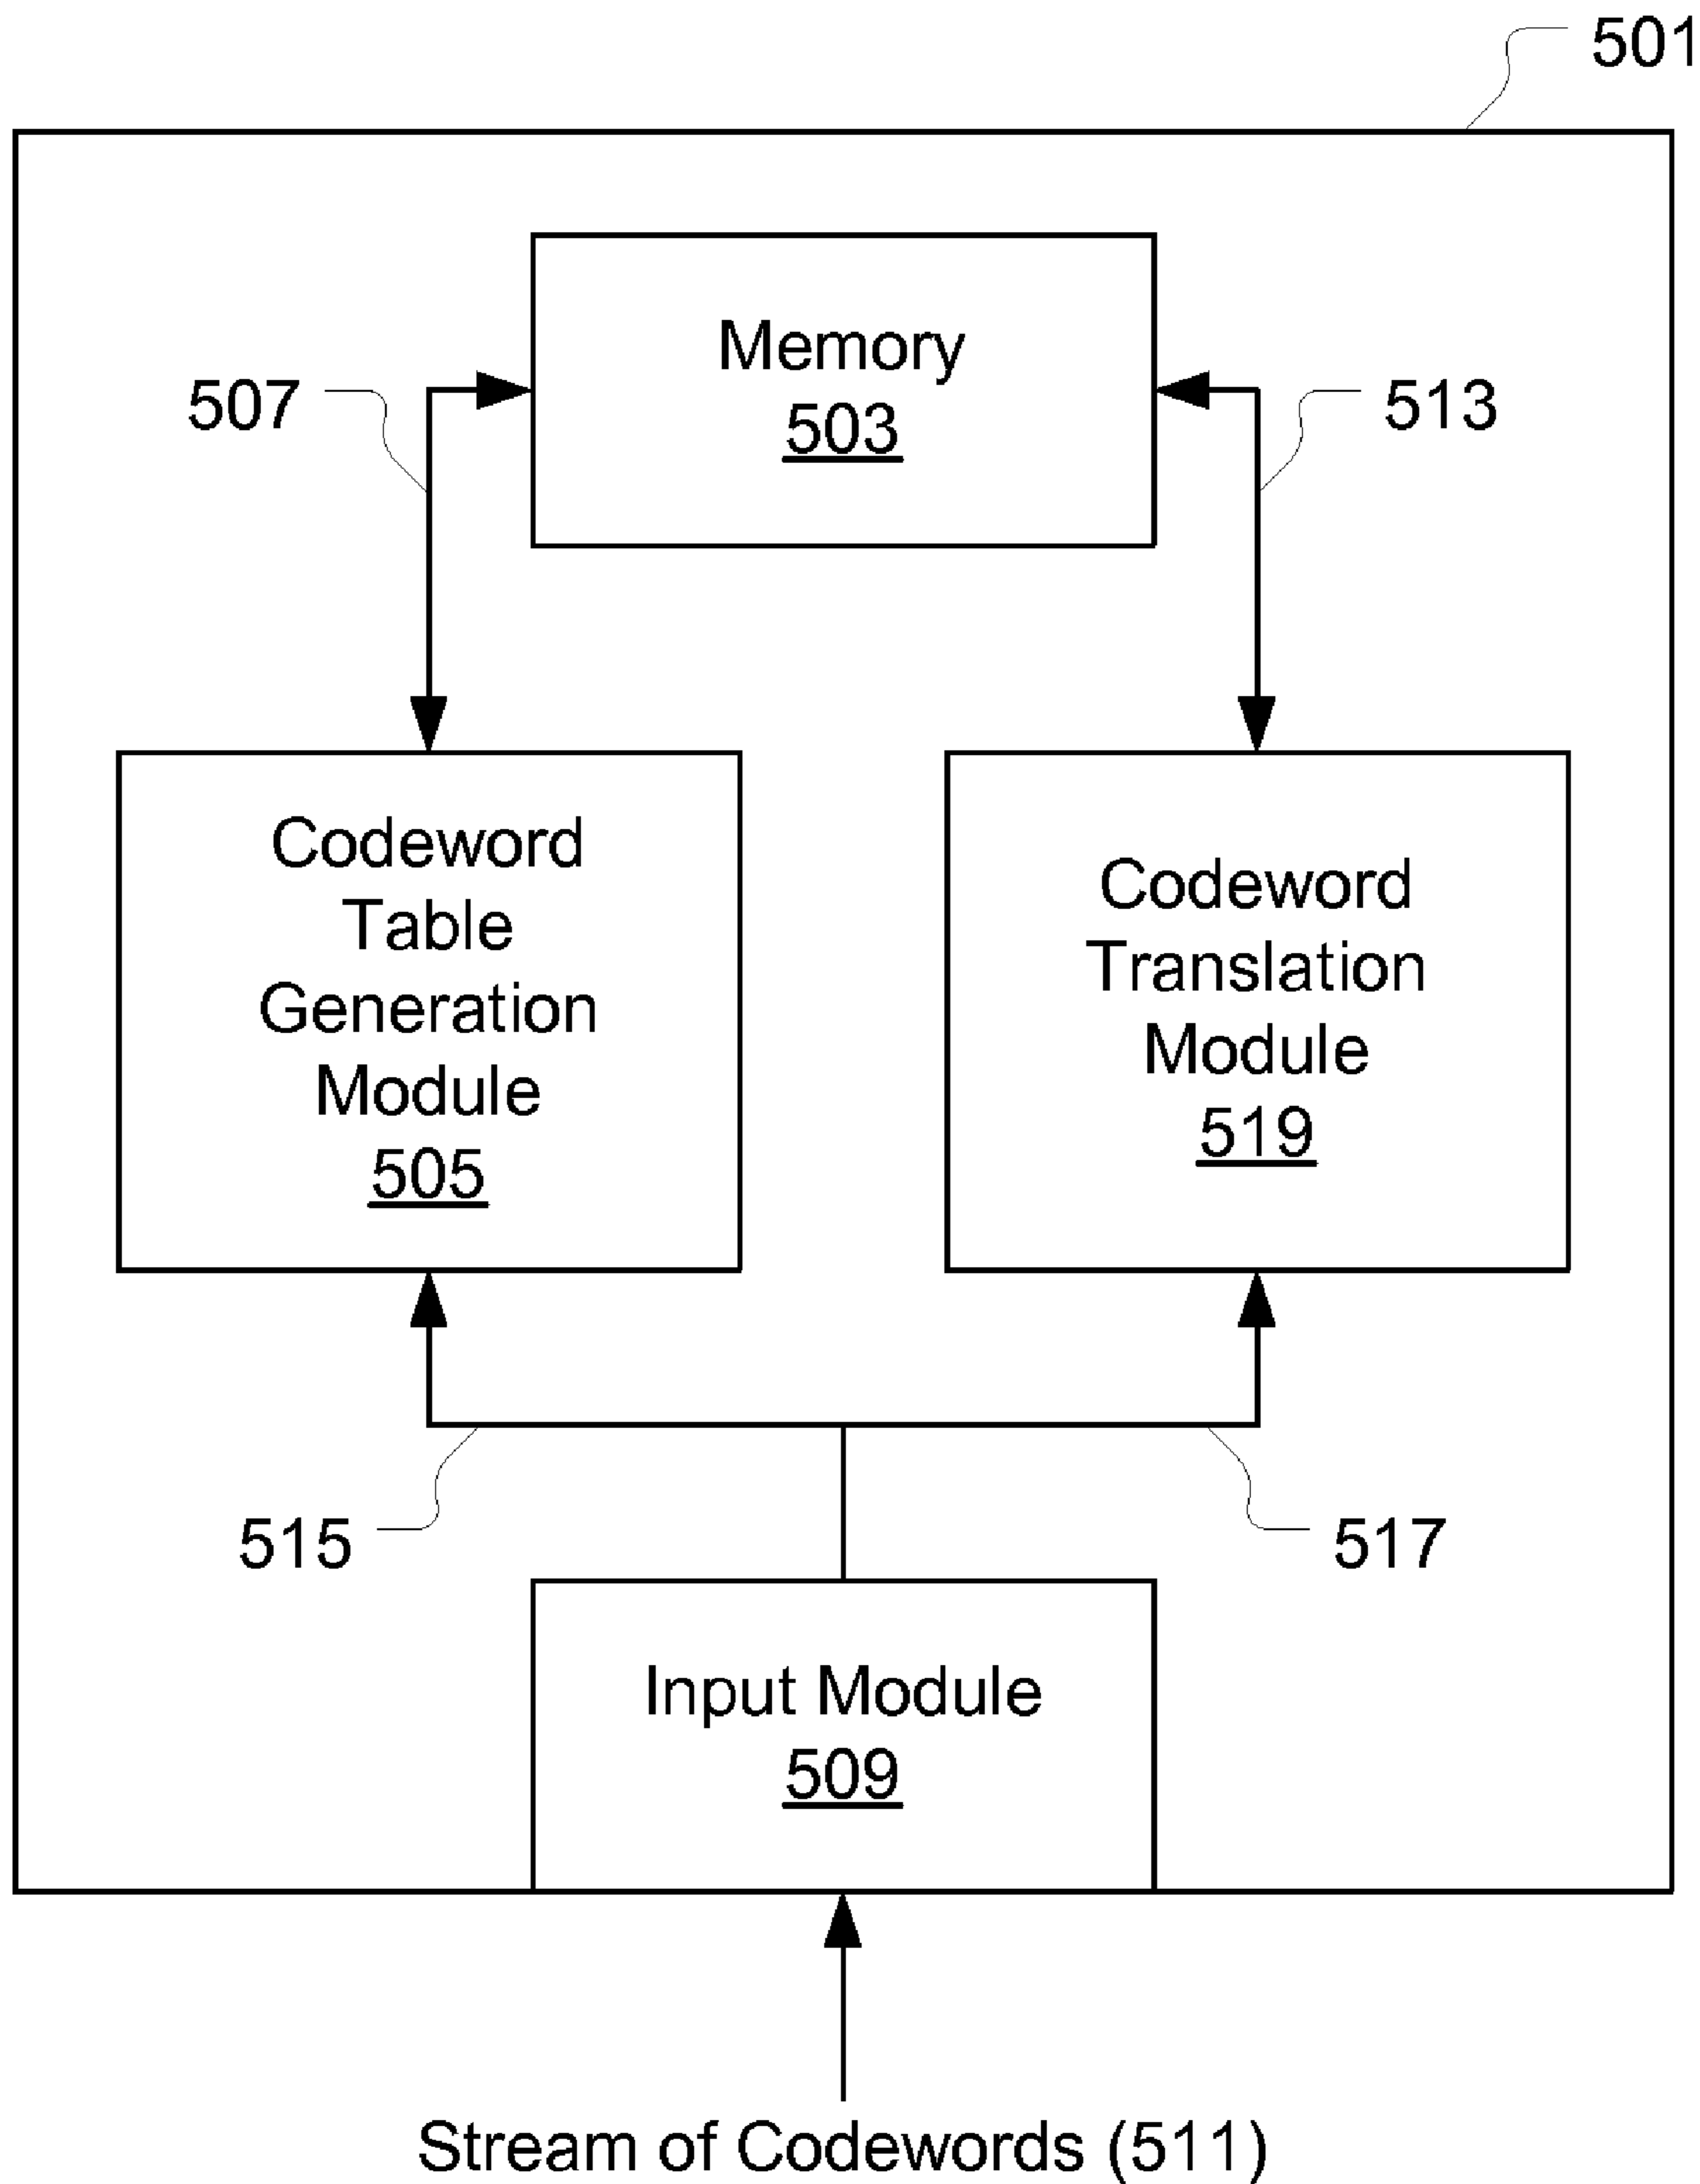 501
Memory
503
507
513
Codeword
Table
Generation
Module
505
Codeword
Translation
Module
519
515
517
Input Module
509
Stream of Codewords (511)